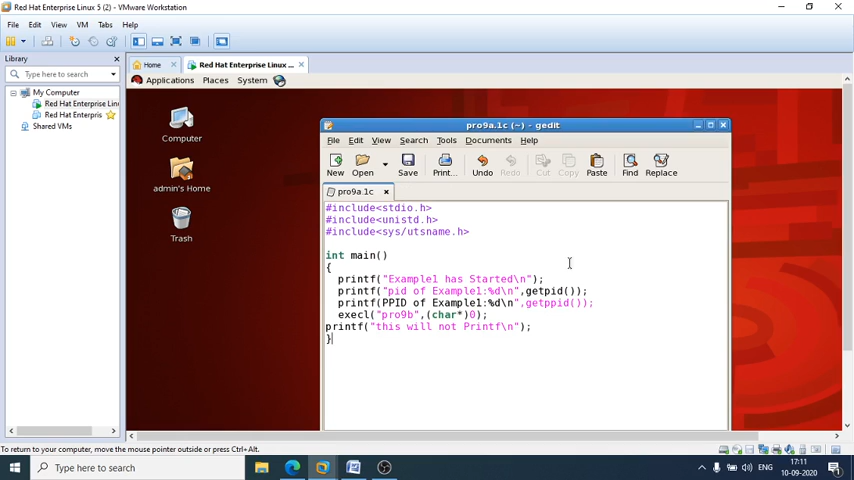 Red Hat Enterprise Linux 5 (2) - VMware Workstation
File Edit View VM Tabs Help
Library
Type here to search
My Computer
Red Hat Enterprise Lin
Red Hat Enterpris
Shared VMs
Home
Red Hat Enterprise Linux ...
Applications Places System
Computer
admin's Home
Trash
pro9a.1c (~) - gedit
File Edit View Search Tools Documents Help
New Open Save Print... Undo Redo Cut Copy Paste Find Replace
pro9a.1c
#include<stdio.h>
#include<unistd.h>
#include<sys/utsname.h>
int main()
{
printf("Example1 has Started\n");
printf("pid of Example1:%d\n",getpid());
printf(PPID of Example1:%d\n",getppid());
execl("pro9b",(char*)0);
printf("this will not Printf\n");
}
To return to your computer, move the mouse pointer outside or press Ctrl+Alt.
Type here to search
ENG
17:11
10-09-2020